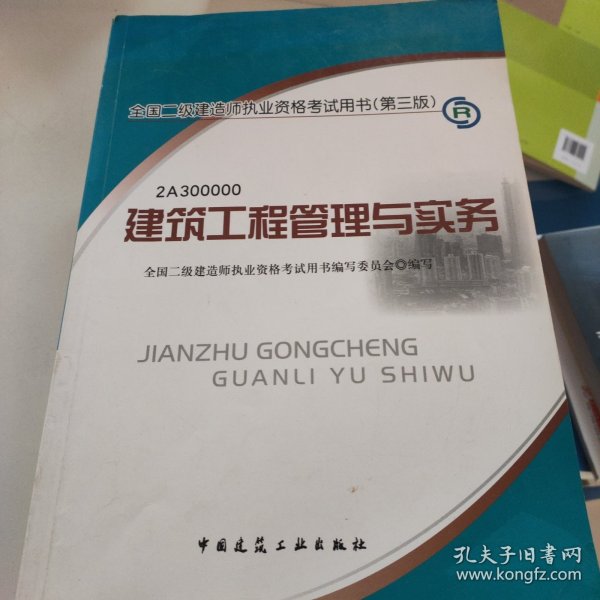 全国二级建造师执业资格考试用书(第三版)
R
2A300000
建筑工程管理与实务
全国二级建造师执业资格考试用书编写委员会◎编写
JIANZHU GONGCHENG
GUANLI YU SHIWU
中国建筑工业出版社
孔夫子旧书网
www.kongfz.com